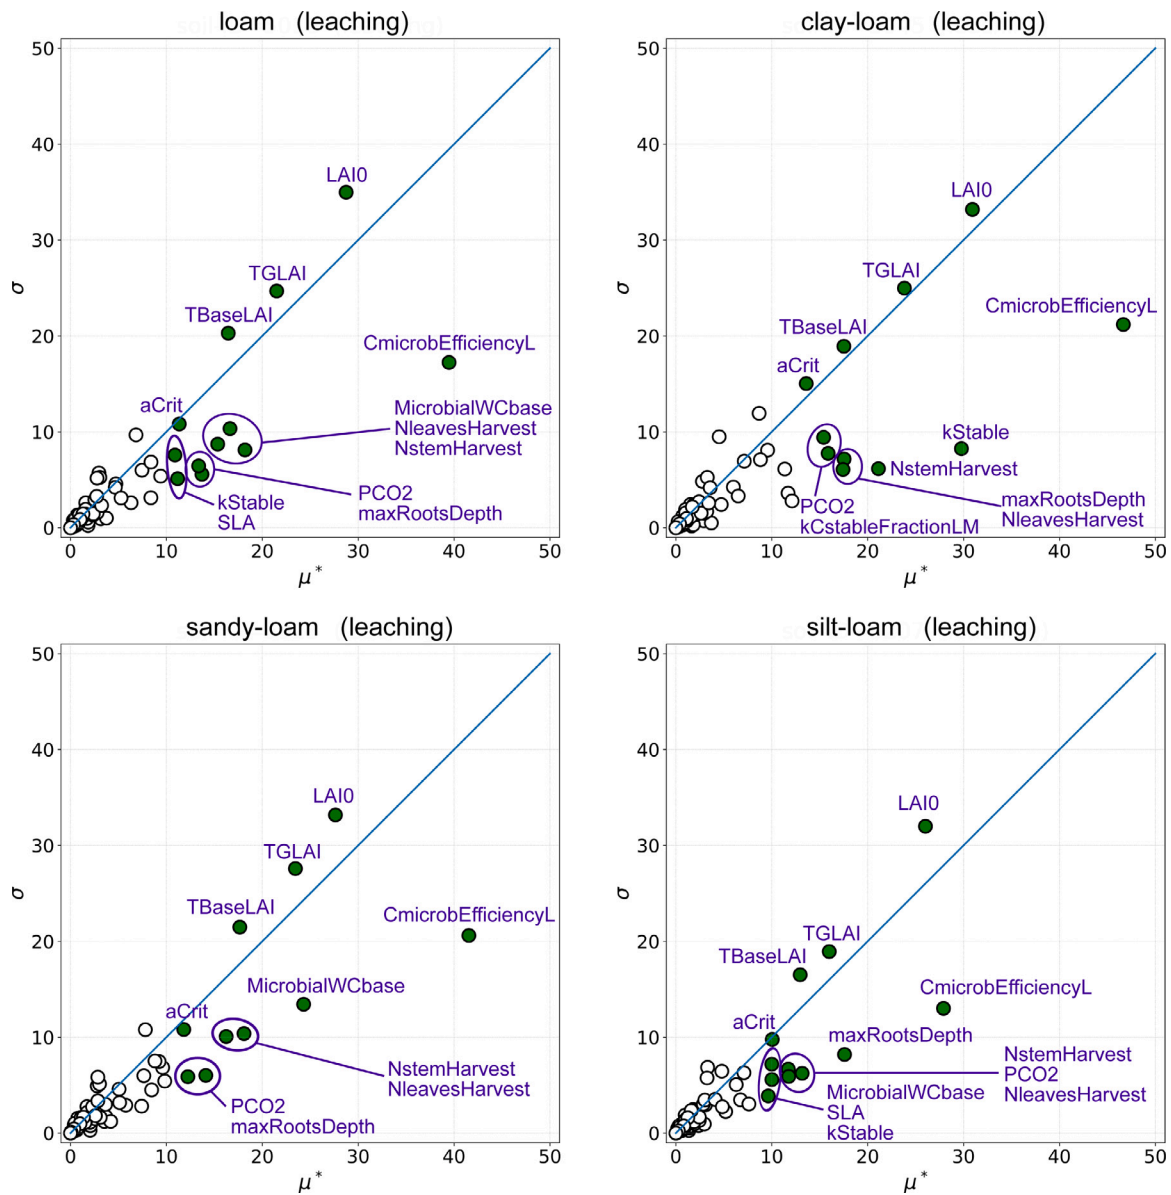 loam (leaching)
50
40
30
20
10
0
σ
LAI0
TGLAI
TBaseLAI
CmicrobEfficiencyL
aCrit
MicrobialWCbase
NleavesHarvest
NstemHarvest
PCO2
maxRootsDepth
kStable
SLA
0 10 20 30 40 50
μ*
clay-loam (leaching)
50
40
30
20
10
0
σ
LAI0
TGLAI
CmicrobEfficiencyL
TBaseLAI
aCrit
kStable
NstemHarvest
PCO2
kCstableFractionLM
maxRootsDepth
NleavesHarvest
0 10 20 30 40 50
μ*
sandy-loam (leaching)
50
40
30
20
10
0
σ
LAI0
TGLAI
TBaseLAI
CmicrobEfficiencyL
MicrobialWCbase
aCrit
NstemHarvest
NleavesHarvest
PCO2
maxRootsDepth
0 10 20 30 40 50
μ*
silt-loam (leaching)
50
40
30
20
10
0
σ
LAI0
TGLAI
TBaseLAI
CmicrobEfficiencyL
aCrit
maxRootsDepth
NstemHarvest
PCO2
NleavesHarvest
MicrobialWCbase
SLA
kStable
0 10 20 30 40 50
μ*